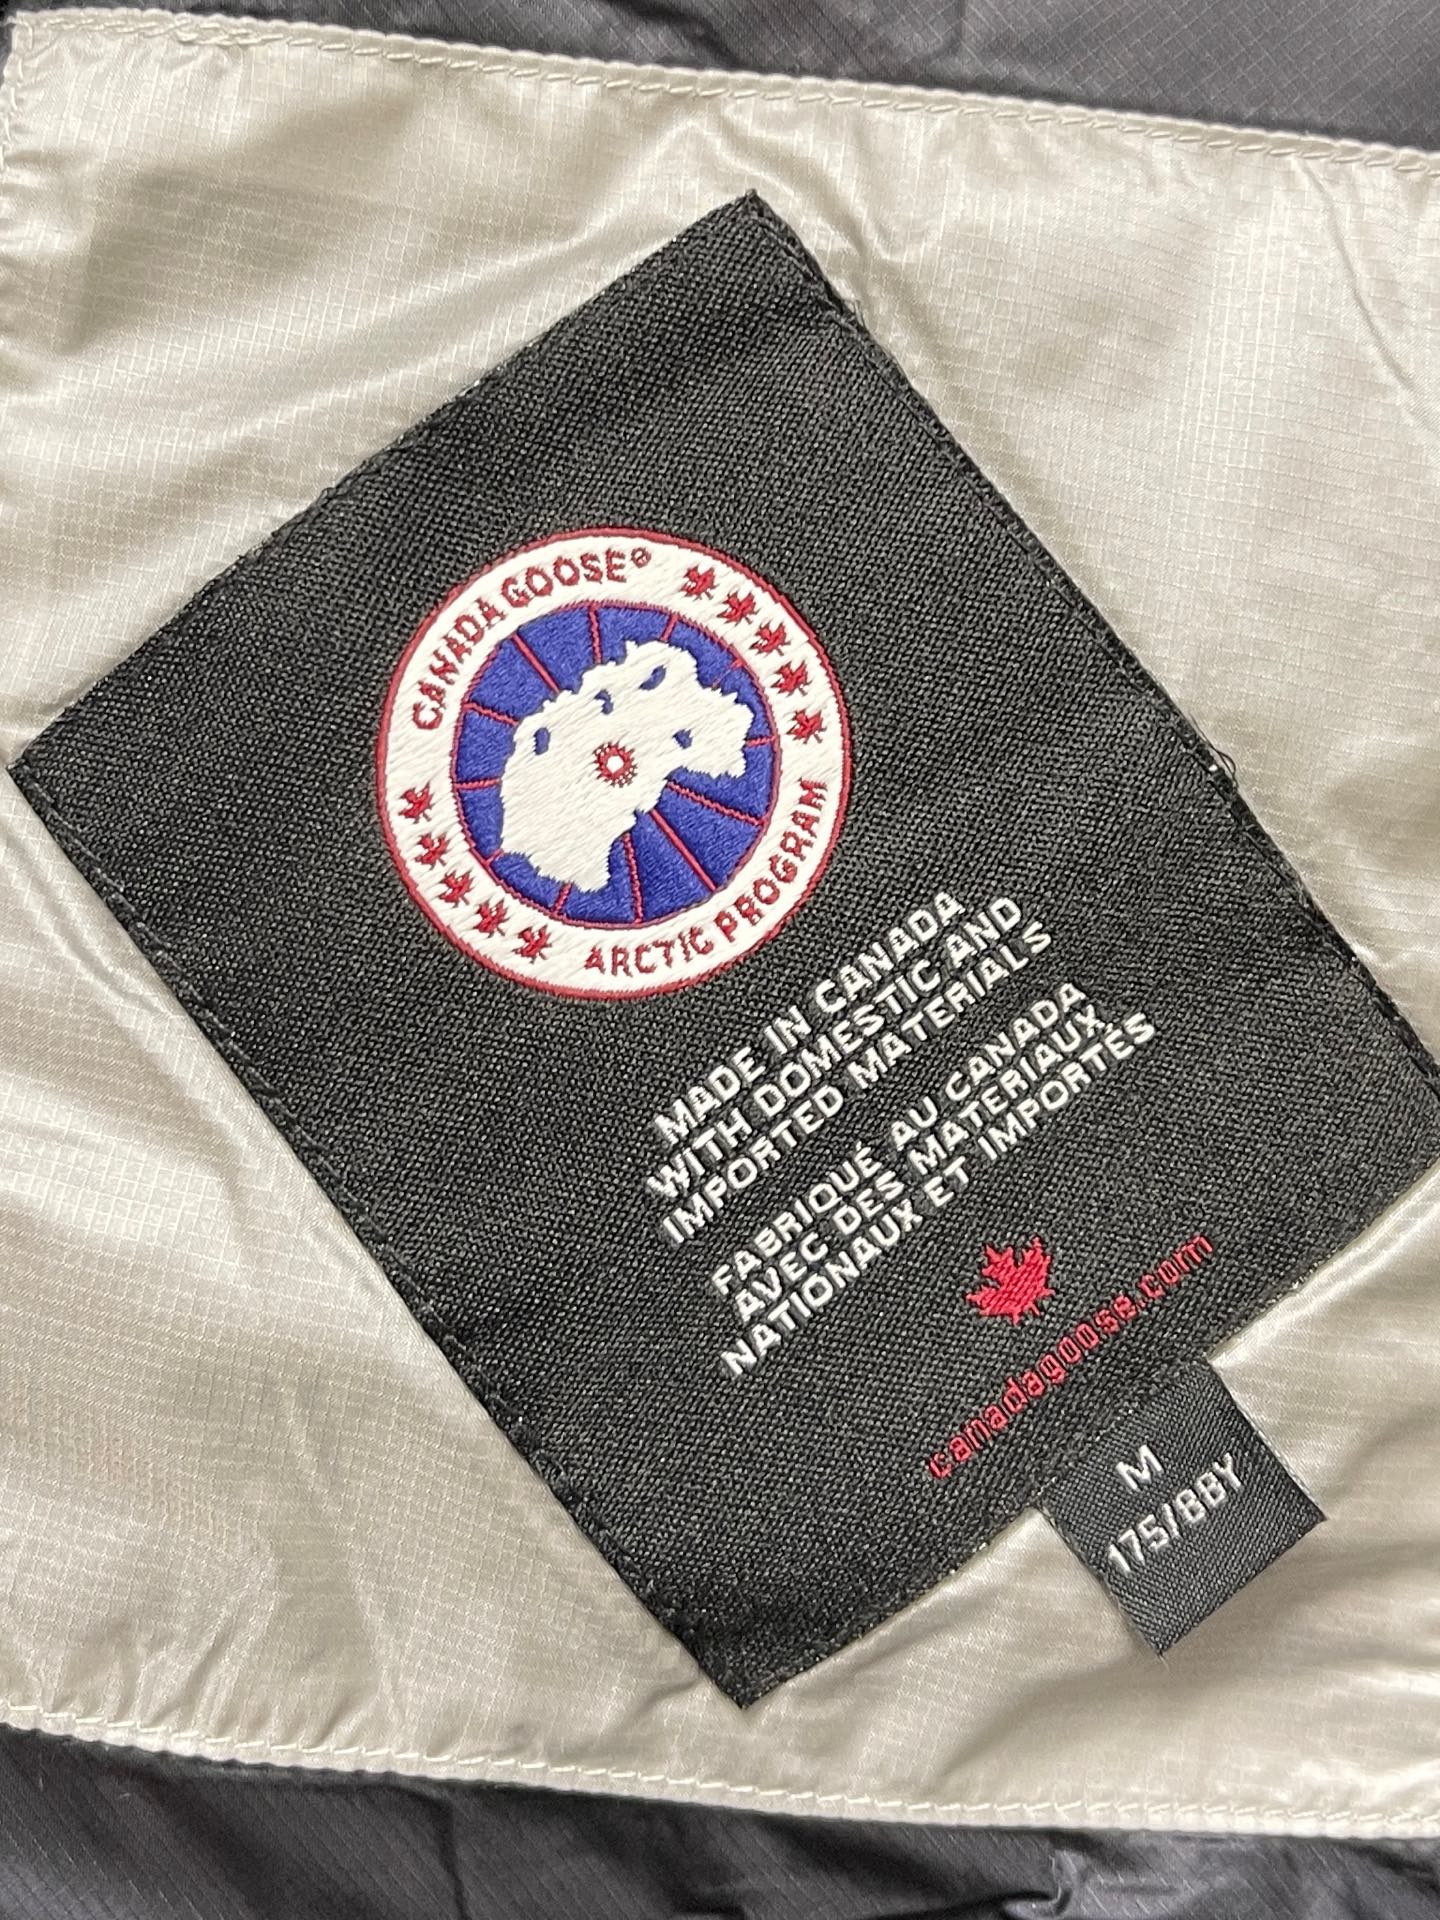 CANADA GOOSE®
ARCTIC PROGRAM
MADE IN CANADA
WITH DOMESTIC AND
IMPORTED MATERIALS
FABRIQUÉ AU CANADA
AVEC DES MATERIAUX
NATIONAUX ET IMPORTÉS
canadagoose.com
M
175/88Y